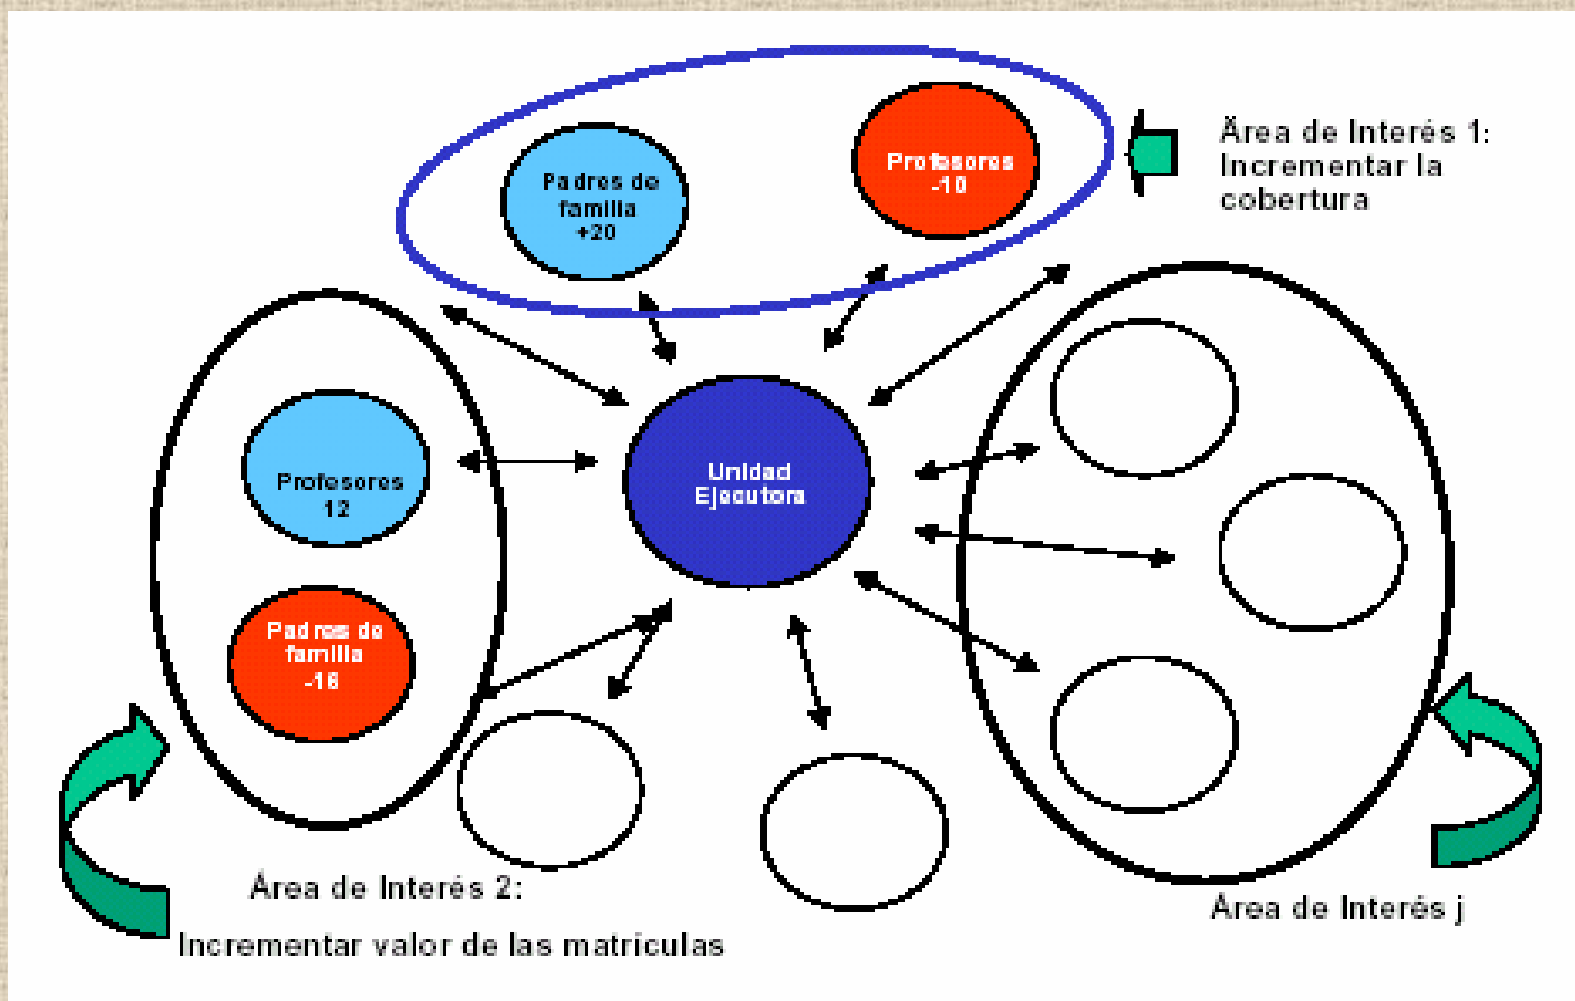 Padres de
familia
+20
Profesores
-10
Área de Interés 1:
Incrementar la
cobertura
Profesores
12
Unidad
Ejecutora
Padres de
familia
-16
Área de Interés 2:
Incrementar valor de las matriculas
Área de Interés j